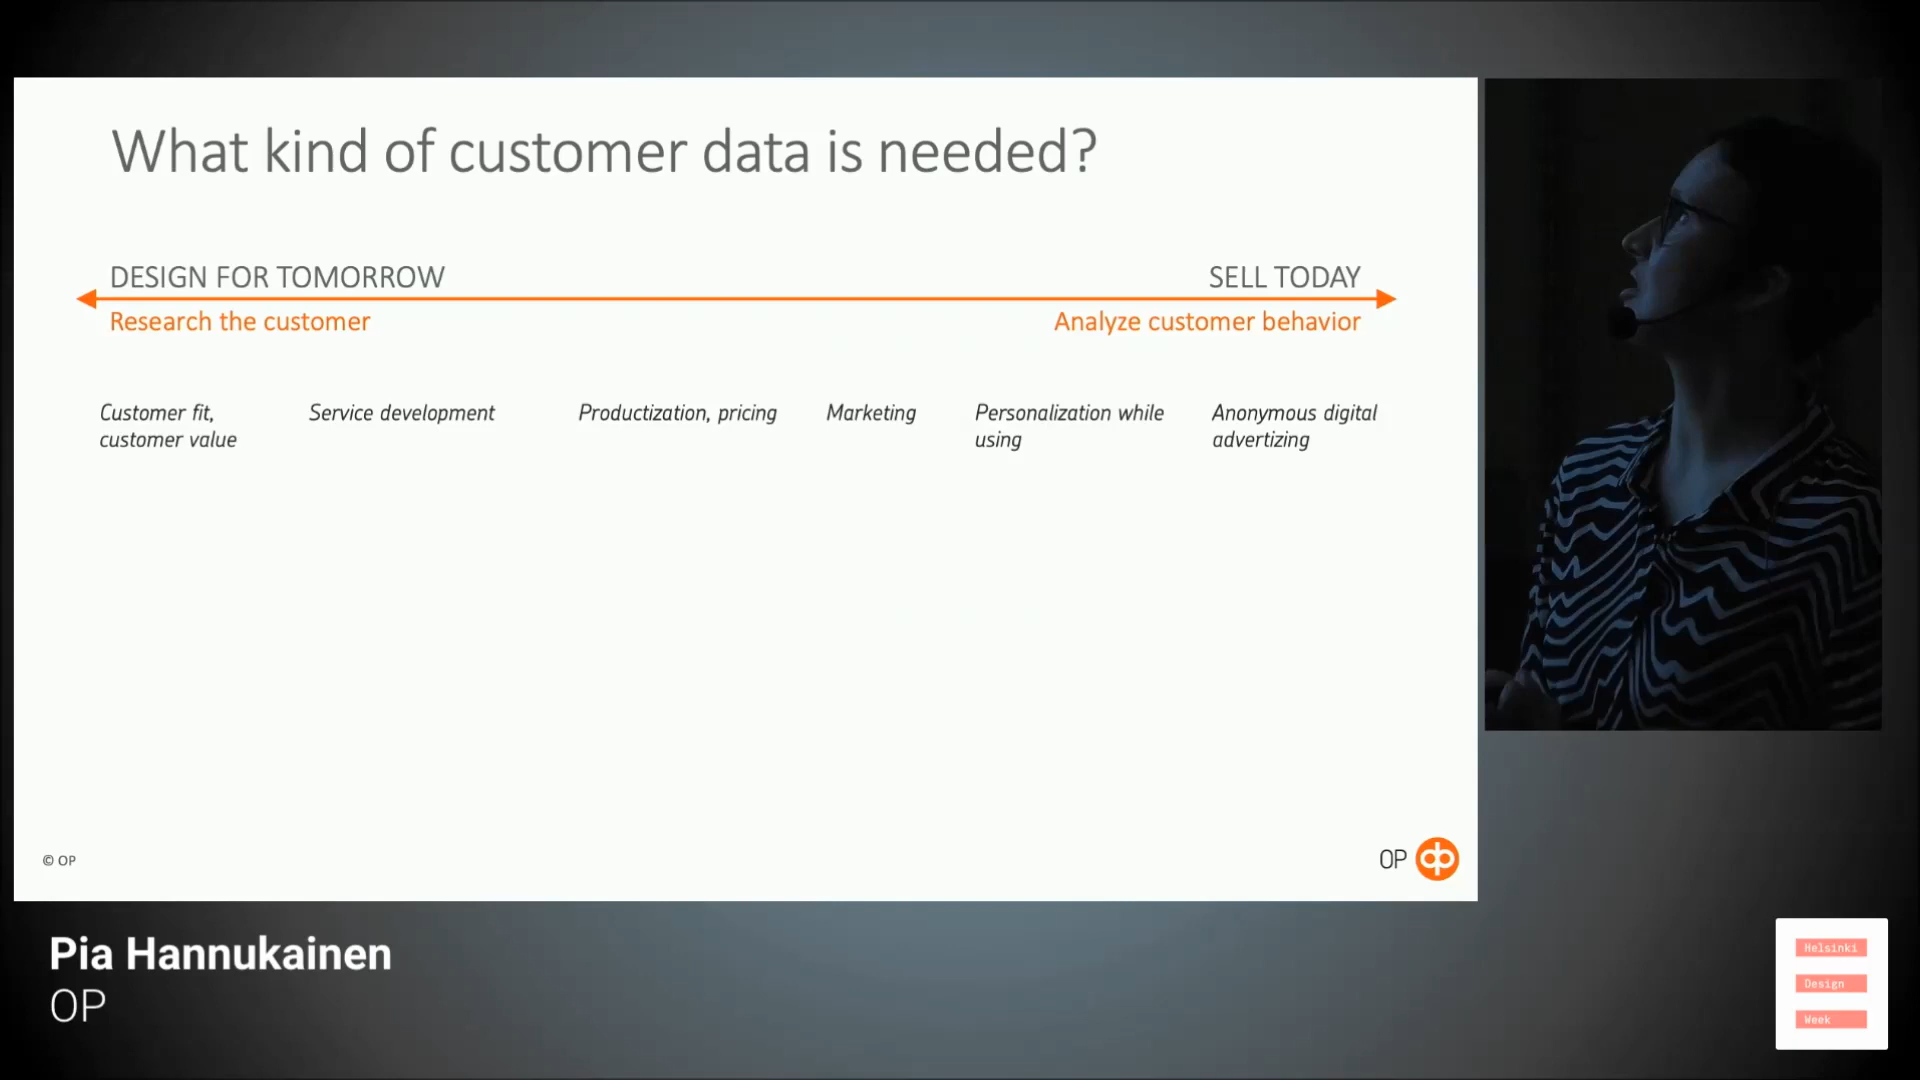 What kind of customer data is needed?
DESIGN FOR TOMORROW
SELL TODAY
Research the customer
Analyze customer behavior
Customer fit,
customer value
Service development
Productization, pricing
Marketing
Personalization while
using
Anonymous digital
advertizing
© OP
OP
Pia Hannukainen
OP
Helsinki
Design
Week